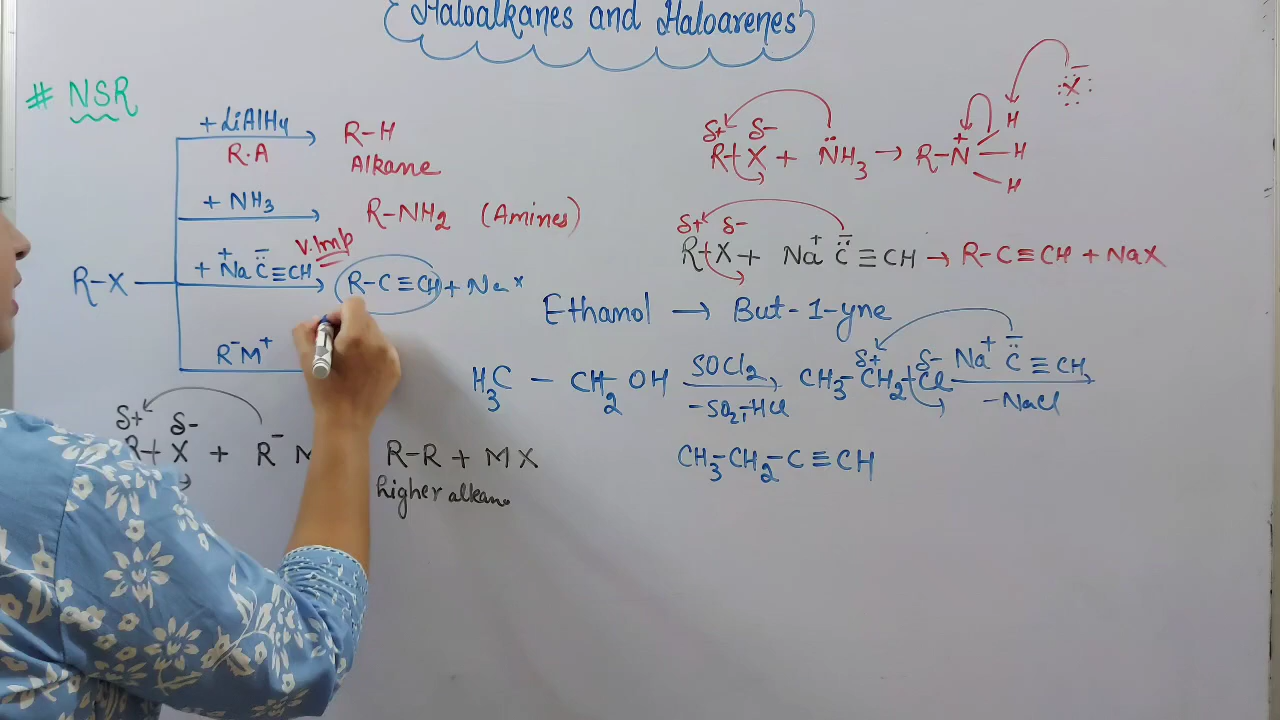 Haloalkanes and Haloarenes
# NSR
+ LiAlH4
R.A
R-H
Alkane
+ NH3
R-NH2 (Amines)
V.Imp
R-X
+ Na+ C̅≡CH
R-C≡CH + Nax
R-M+
δ+ δ-
R+X + R- M
R-R + MX
higher alkane
δ+ δ-
R+X + N̈H3 → R-N+
H
-H
H
X̅
δ+ δ-
R+X + Na+ C̅≡CH → R-C≡CH + NaX
Ethanol → But-1-yne
H3C - CH2-OH
SOCl2
-SO2,-HCl
δ+ δ-
CH3-CH2+Cl
Na+ C̅≡CH
-NaCl
CH3-CH2-C≡CH